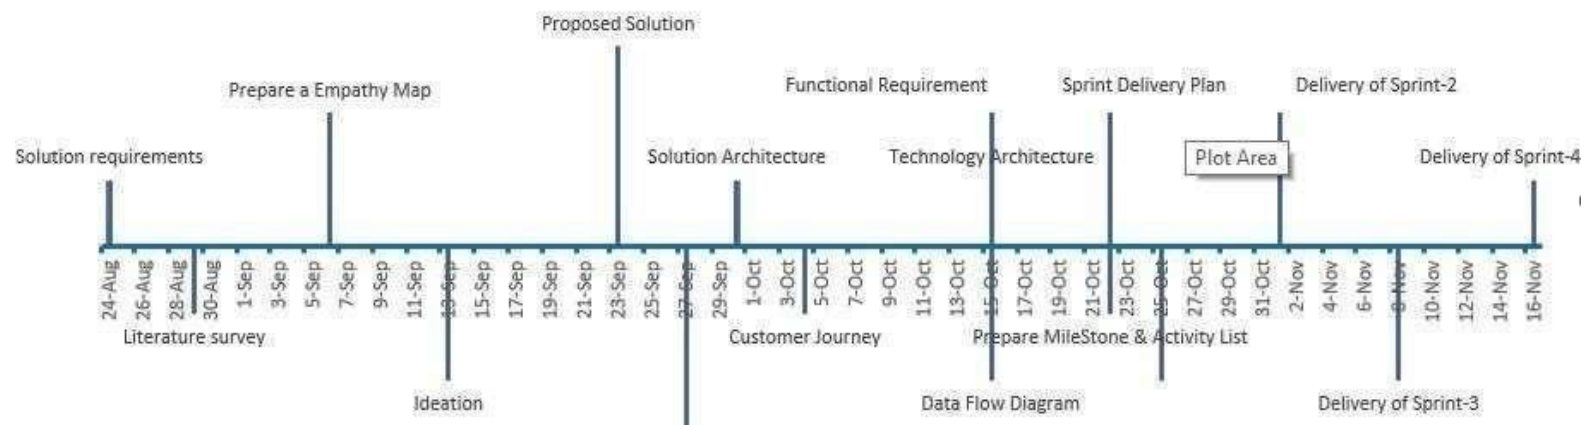 Proposed Solution
Prepare a Empathy Map
Functional Requirement
Sprint Delivery Plan
Delivery of Sprint-2
Solution requirements
Solution Architecture
Technology Architecture
Plot Area
Delivery of Sprint-4
24-Aug
26-Aug
28-Aug
30-Aug
1-Sep
3-Sep
5-Sep
7-Sep
9-Sep
11-Sep
13-Sep
15-Sep
17-Sep
19-Sep
21-Sep
23-Sep
25-Sep
27-Sep
29-Sep
1-Oct
3-Oct
5-Oct
7-Oct
9-Oct
11-Oct
13-Oct
15-Oct
17-Oct
19-Oct
21-Oct
23-Oct
25-Oct
27-Oct
29-Oct
31-Oct
2-Nov
4-Nov
6-Nov
8-Nov
10-Nov
12-Nov
14-Nov
16-Nov
Literature survey
Customer Journey
Prepare MileStone & Activity List
Ideation
Data Flow Diagram
Delivery of Sprint-3